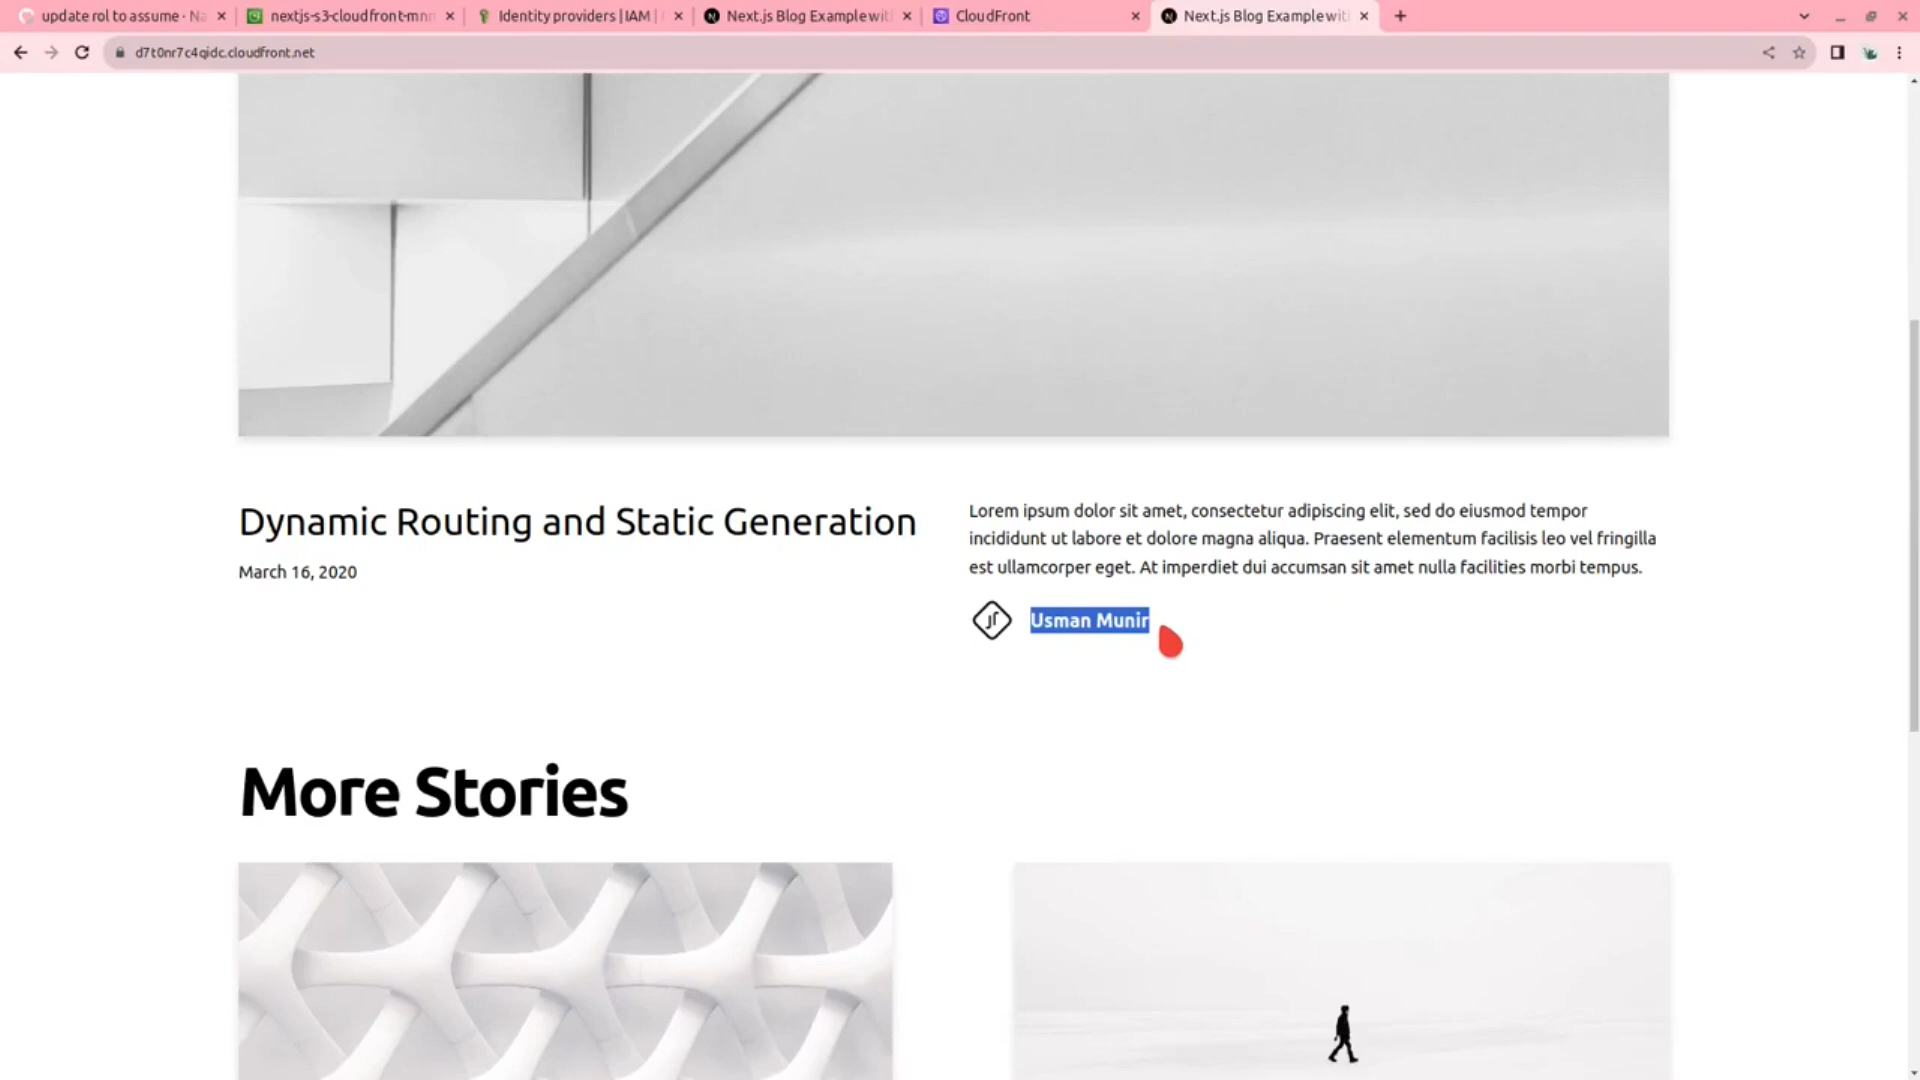 update rol to assume · Na
nextjs-s3-cloudfront-mnn
Identity providers | IAM |
Next.js Blog Example wit
CloudFront
Next.js Blog Example wit
d7t0nr7c4qidc.cloudfront.net
Dynamic Routing and Static Generation
March 16, 2020
Lorem ipsum dolor sit amet, consectetur adipiscing elit, sed do eiusmod tempor
incididunt ut labore et dolore magna aliqua. Praesent elementum facilisis leo vel fringilla
est ullamcorper eget. At imperdiet dui accumsan sit amet nulla facilities morbi tempus.
Usman Munir
More Stories